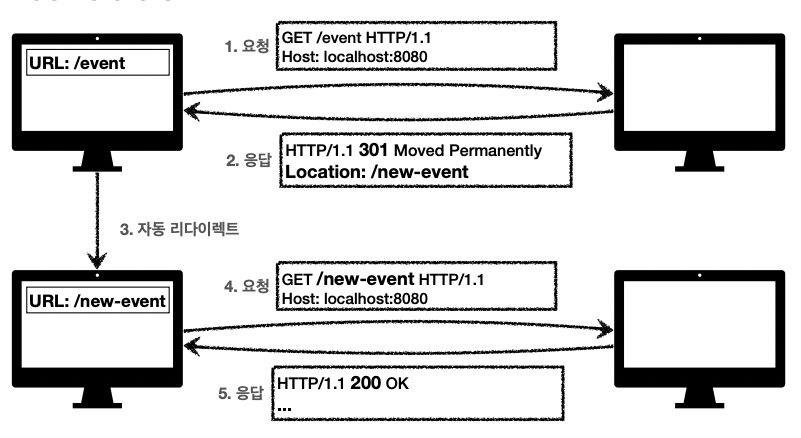 URL: /event
1. 요청
GET /event HTTP/1.1
Host: localhost:8080
2. 응답
HTTP/1.1 301 Moved Permanently
Location: /new-event
3. 자동 리다이렉트
URL: /new-event
4. 요청
GET /new-event HTTP/1.1
Host: localhost:8080
5. 응답
HTTP/1.1 200 OK
...